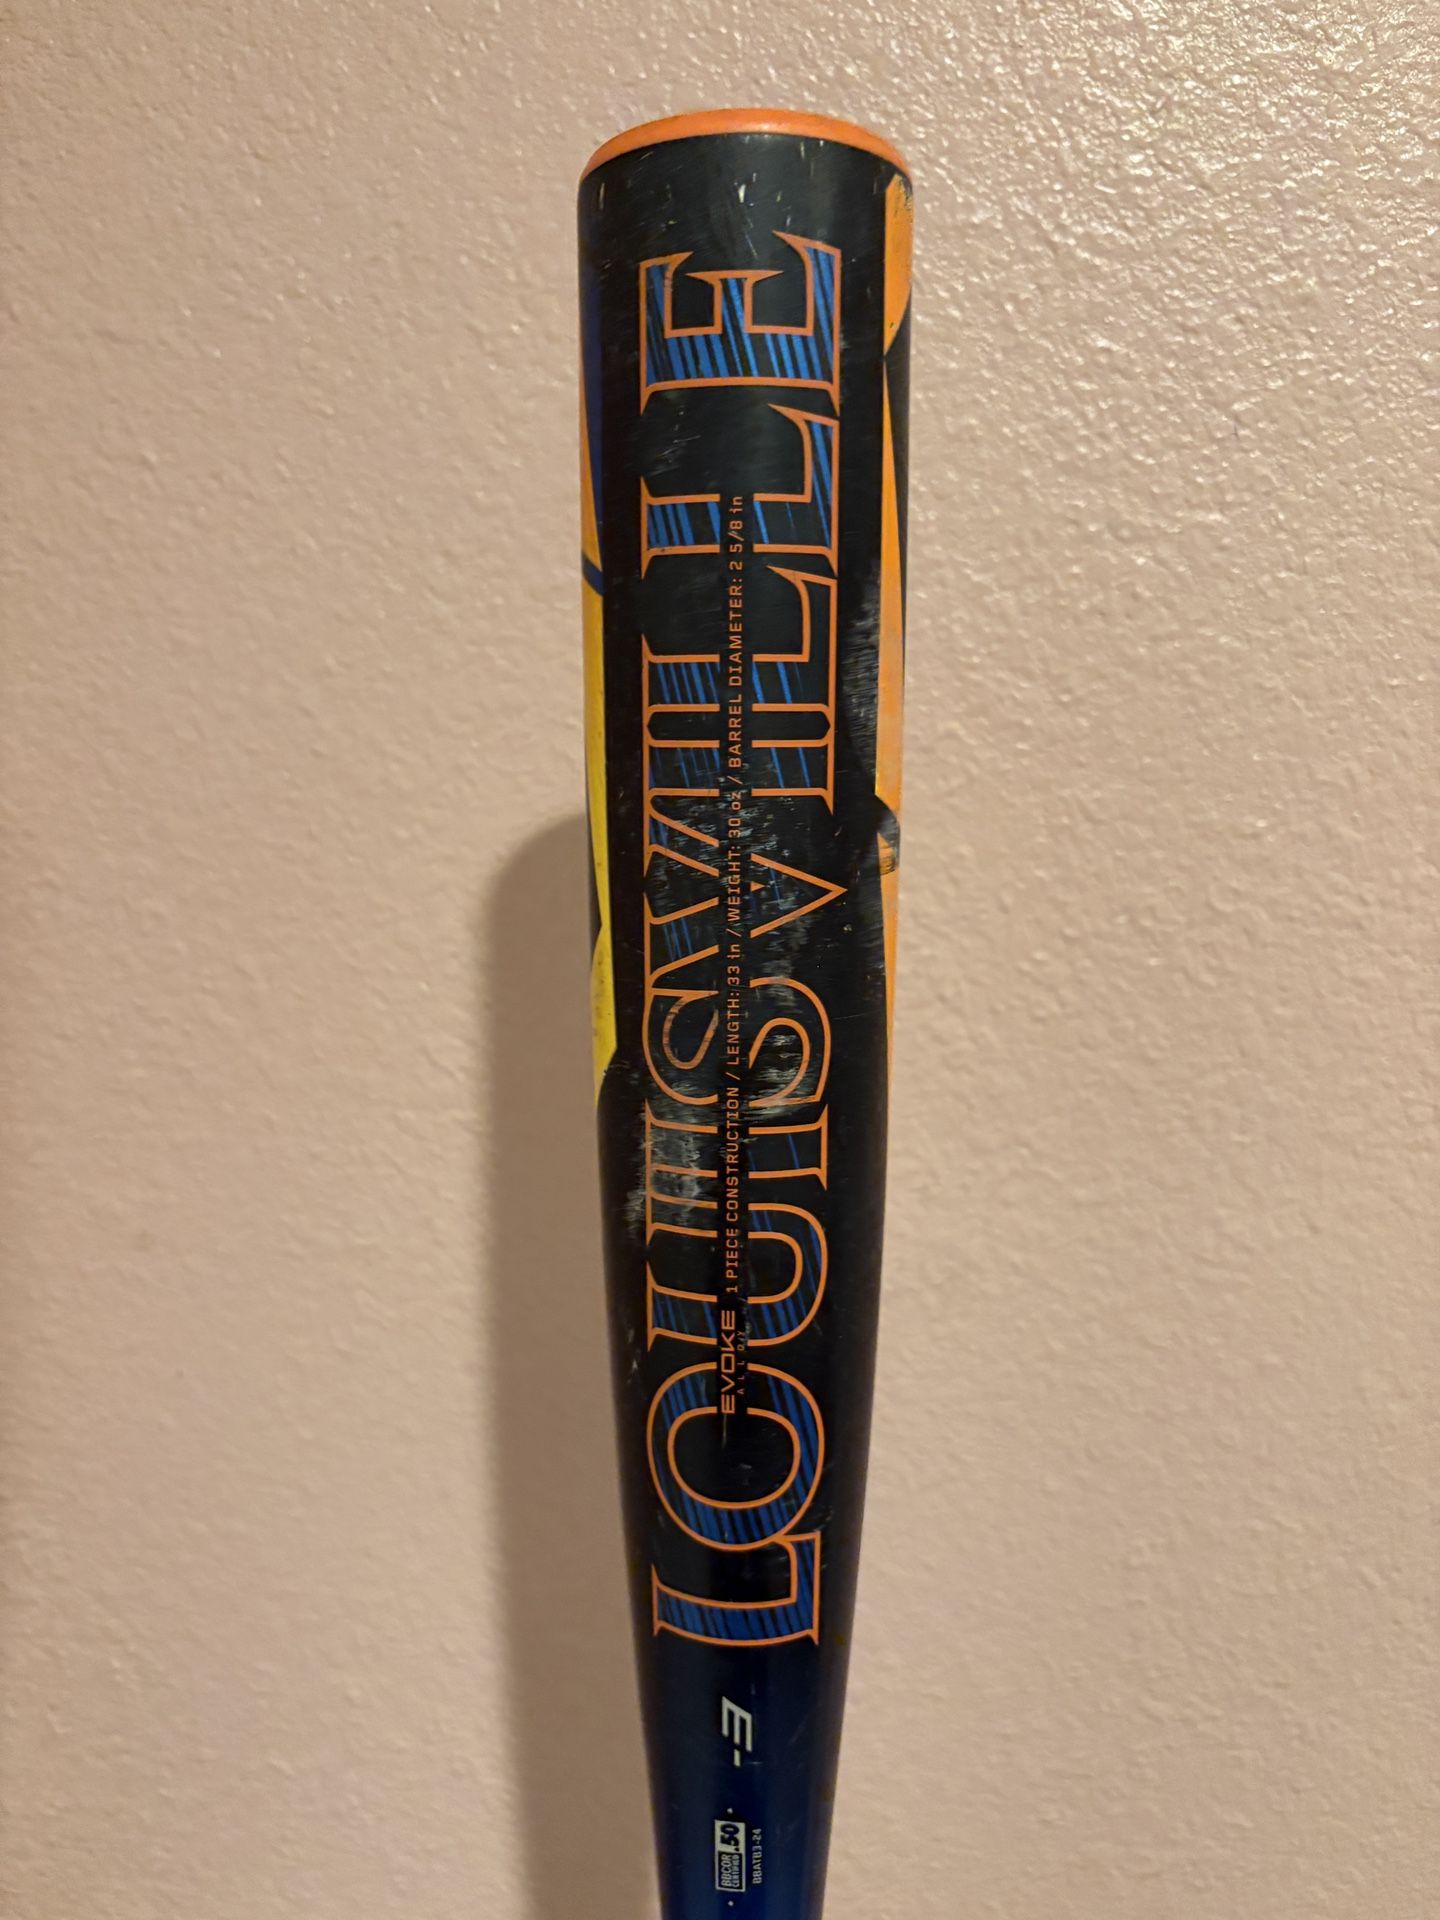 LOUISVILLE
EVOKE 1 PIECE CONSTRUCTION / LENGTH: 33 in / WEIGHT: 30 oz / BARREL DIAMETER: 2 5/8 in
ALLOY
-3
BBCOR .50
CERTIFIED
BBATB3-24